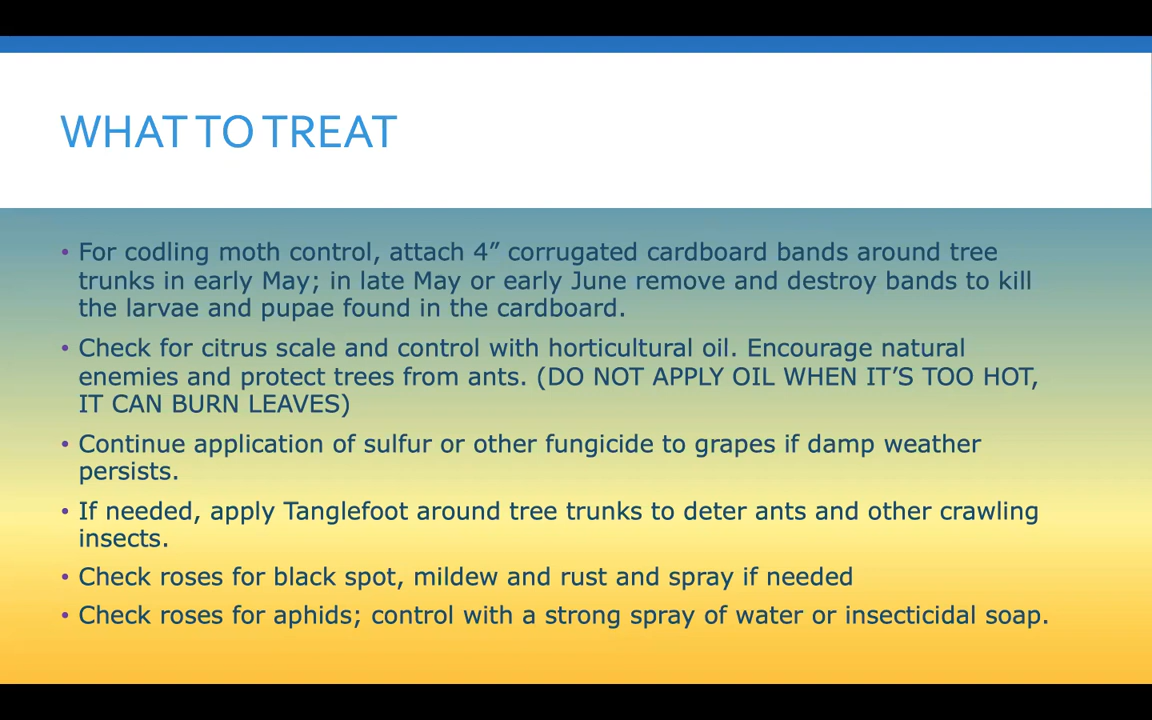 WHAT TO TREAT
• For codling moth control, attach 4” corrugated cardboard bands around tree
trunks in early May; in late May or early June remove and destroy bands to kill
the larvae and pupae found in the cardboard.
• Check for citrus scale and control with horticultural oil. Encourage natural
enemies and protect trees from ants. (DO NOT APPLY OIL WHEN IT’S TOO HOT,
IT CAN BURN LEAVES)
• Continue application of sulfur or other fungicide to grapes if damp weather
persists.
• If needed, apply Tanglefoot around tree trunks to deter ants and other crawling
insects.
• Check roses for black spot, mildew and rust and spray if needed
• Check roses for aphids; control with a strong spray of water or insecticidal soap.